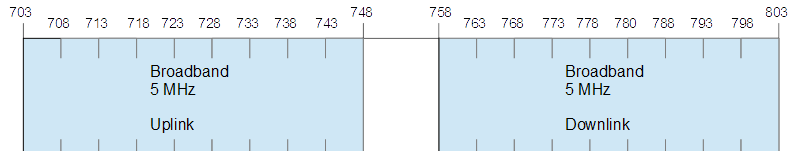 703 748 758 803
708 713 718 723 728 733 738 743 763 768 773 778 780 788 793 798
Broadband
5 MHz
Uplink
Broadband
5 MHz
Downlink